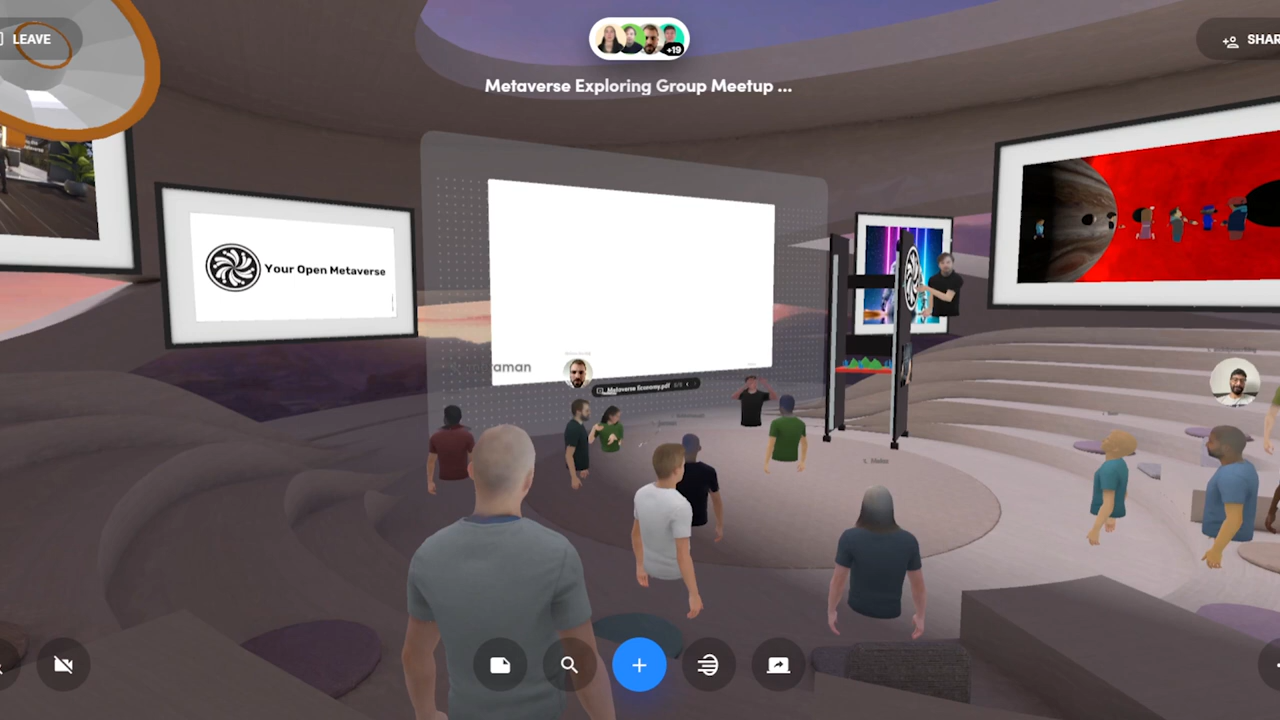 LEAVE
+19
SHAR
Metaverse Exploring Group Meetup ...
Your Open Metaverse
aman
Metaverse Economy.pdf